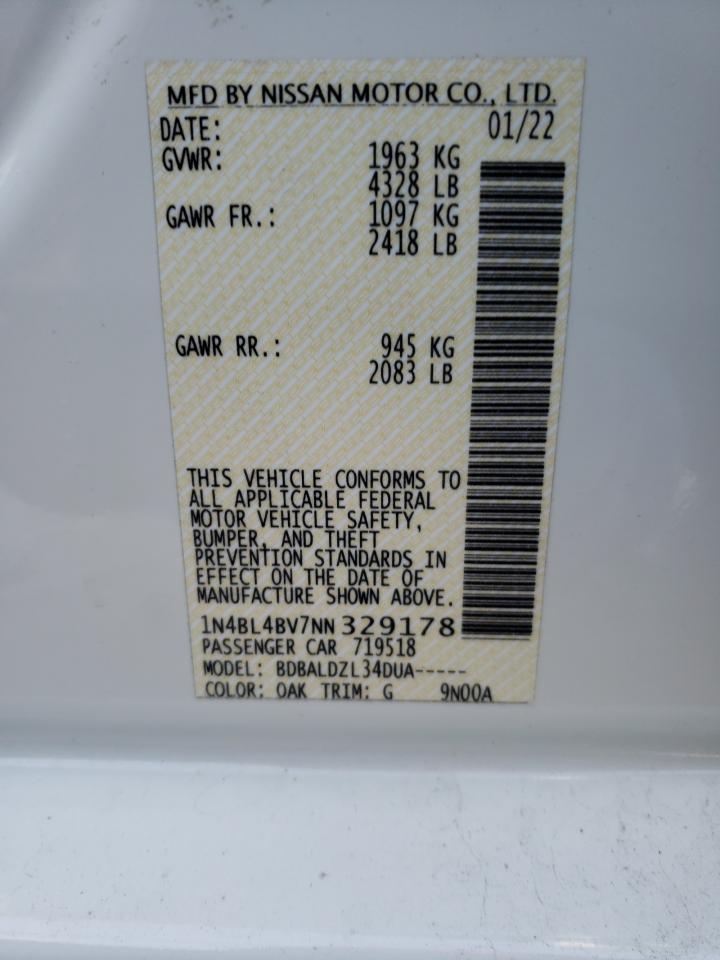 MFD BY NISSAN MOTOR CO., LTD.
DATE: 01/22
GVWR: 1963 KG
4328 LB
GAWR FR.: 1097 KG
2418 LB
GAWR RR.: 945 KG
2083 LB
THIS VEHICLE CONFORMS TO
ALL APPLICABLE FEDERAL
MOTOR VEHICLE SAFETY,
BUMPER, AND THEFT
PREVENTION STANDARDS IN
EFFECT ON THE DATE OF
MANUFACTURE SHOWN ABOVE.
1N4BL4BV7NN329178
PASSENGER CAR 719518
MODEL: BDBALDZL34DUA-----
COLOR: OAK TRIM: G 9N00A